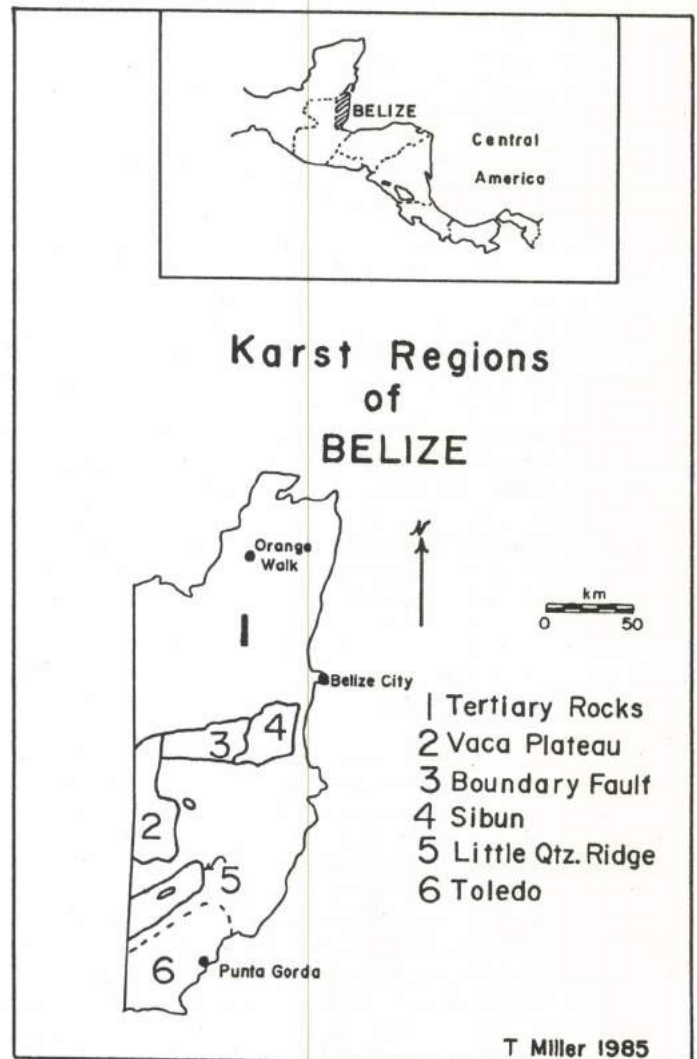 BELIZE
Central
America
Karst Regions
of
BELIZE
N
Orange
Walk
km
0 50
1
Belize City
1 Tertiary Rocks
2 Vaca Plateau
3 Boundary Fault
4 Sibun
5 Little Qtz. Ridge
6 Toledo
4
3
2
5
6
Punta Gorda
T Miller 1985